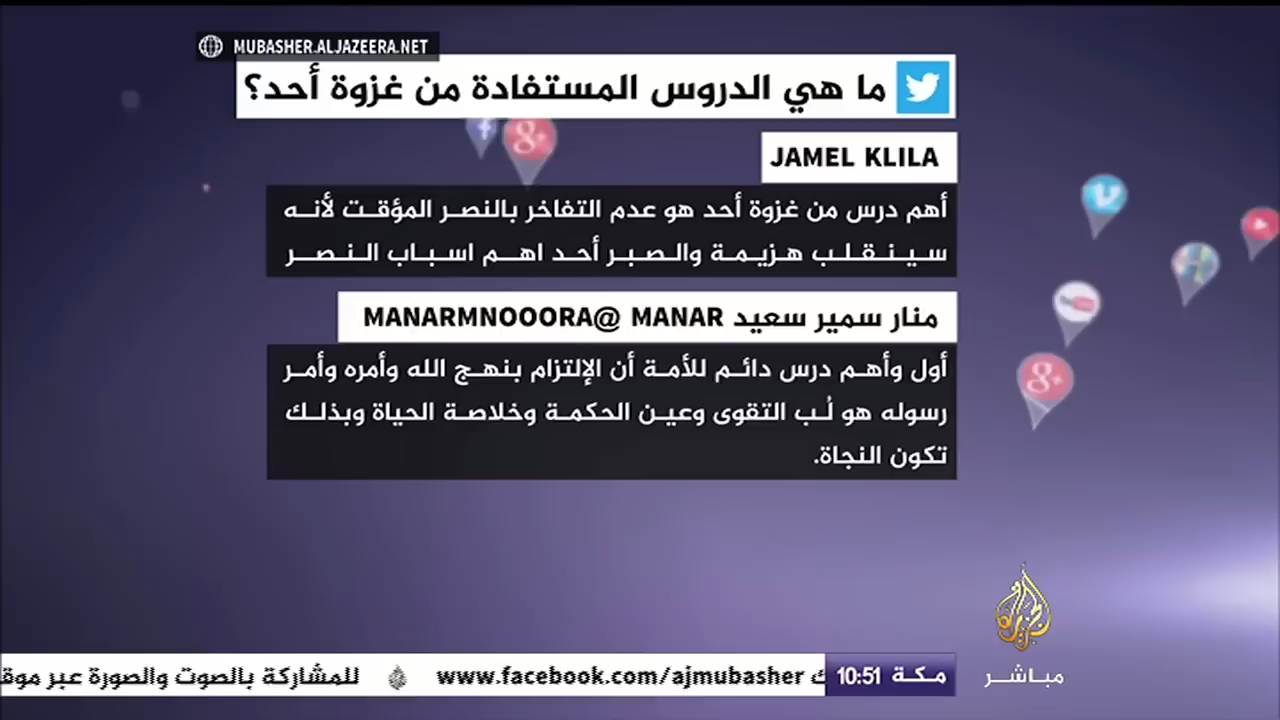 MUBASHER.ALJAZEERA.NET
ما هي الدروس المستفادة من غزوة أحد؟
JAMEL KLILA
أهم درس من غزوة أحد هو عدم التفاخر بالنصر المؤقت لأنه
سينقلب هزيمة والصبر أحد اهم اسباب النصر
منار سمير سعيد MANARMNOOORA@ MANAR
أول وأهم درس دائم للأمة أن الإلتزام بنهج الله وأمره وأمر
رسوله هو لُب التقوى وعين الحكمة وخلاصة الحياة وبذلك
تكون النجاة.
الجزيرة
مباشر
مكة 10:51
www.facebook.com/ajmubasher للمشاركة بالصوت والصورة عبر